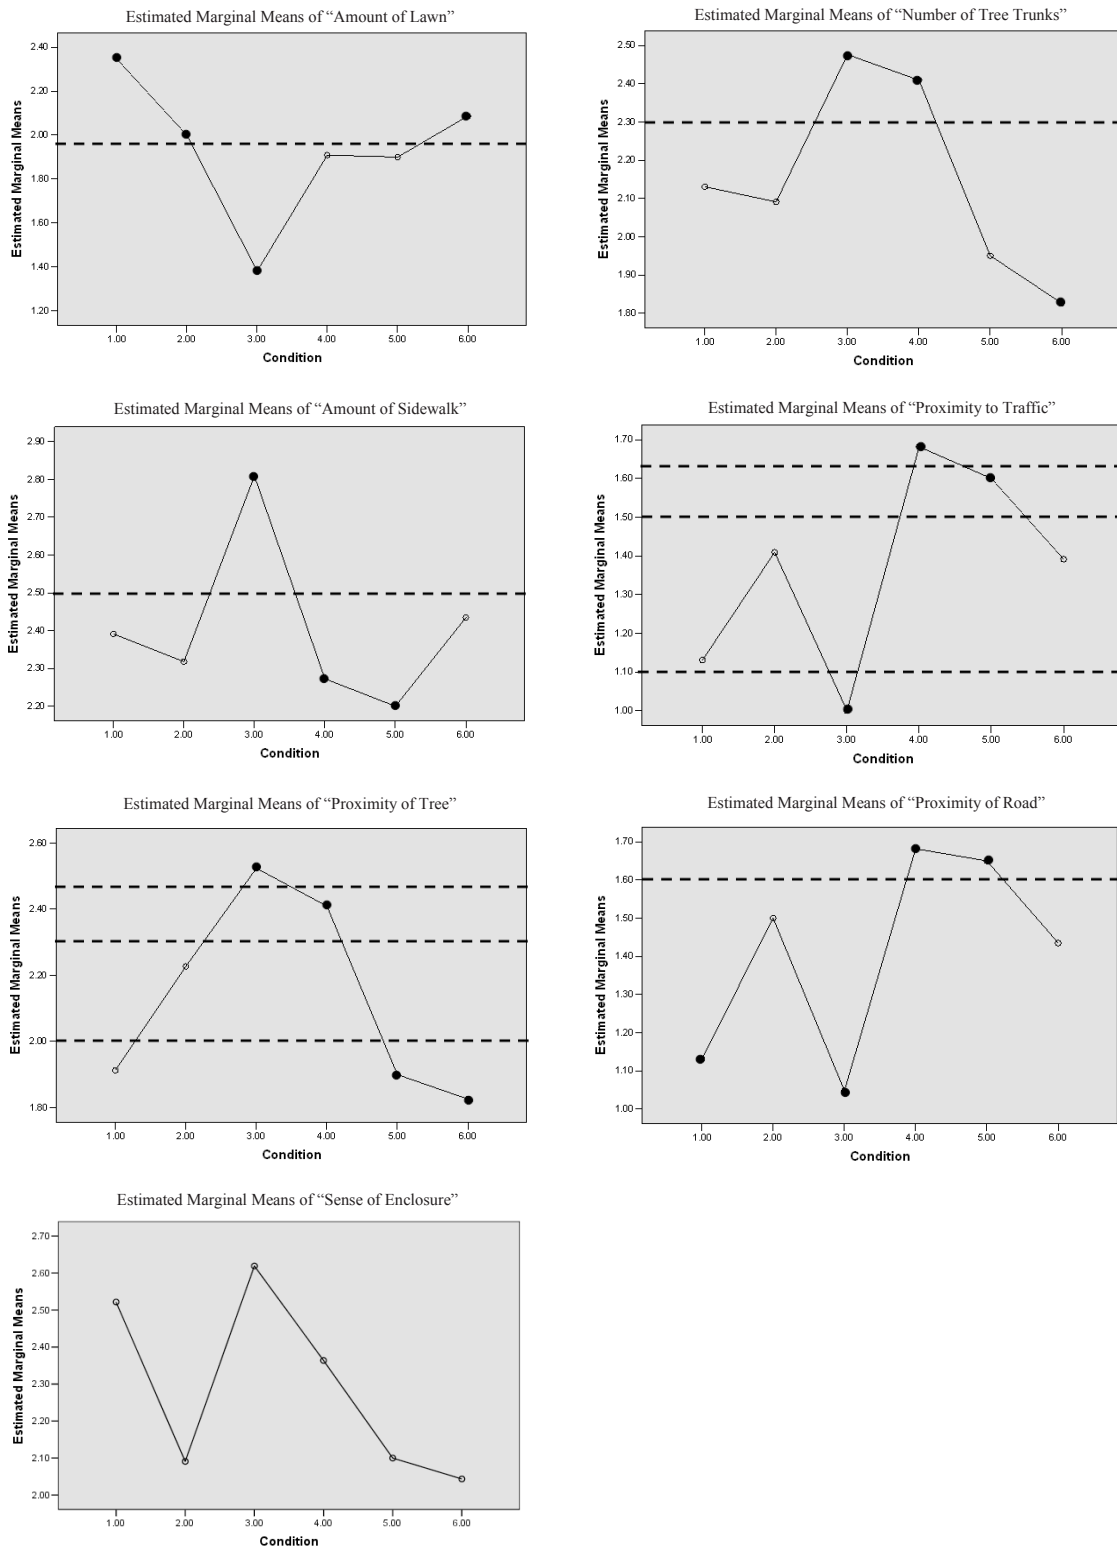 Estimated Marginal Means of “Amount of Lawn”
Estimated Marginal Means
2.40
2.20
2.00
1.80
1.60
1.40
1.20
1.00 2.00 3.00 4.00 5.00 6.00
Condition
Estimated Marginal Means of “Number of Tree Trunks”
Estimated Marginal Means
2.50
2.40
2.30
2.20
2.10
2.00
1.90
1.80
1.00 2.00 3.00 4.00 5.00 6.00
Condition
Estimated Marginal Means of “Amount of Sidewalk”
Estimated Marginal Means
2.90
2.80
2.70
2.60
2.50
2.40
2.30
2.20
1.00 2.00 3.00 4.00 5.00 6.00
Condition
Estimated Marginal Means of “Proximity to Traffic”
Estimated Marginal Means
1.70
1.60
1.50
1.40
1.30
1.20
1.10
1.00
1.00 2.00 3.00 4.00 5.00 6.00
Condition
Estimated Marginal Means of “Proximity of Tree”
Estimated Marginal Means
2.60
2.40
2.20
2.00
1.80
1.00 2.00 3.00 4.00 5.00 6.00
Condition
Estimated Marginal Means of “Proximity of Road”
Estimated Marginal Means
1.70
1.60
1.50
1.40
1.30
1.20
1.10
1.00
1.00 2.00 3.00 4.00 5.00 6.00
Condition
Estimated Marginal Means of “Sense of Enclosure”
Estimated Marginal Means
2.70
2.60
2.50
2.40
2.30
2.20
2.10
2.00
1.00 2.00 3.00 4.00 5.00 6.00
Condition